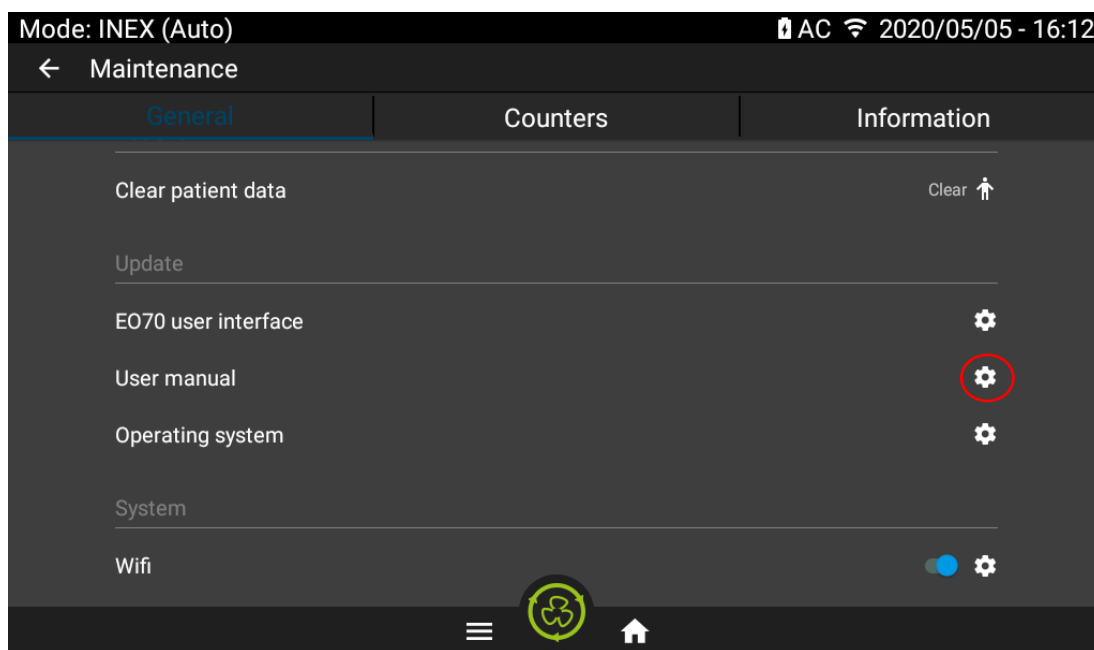 Mode: INEX (Auto) AC 2020/05/05 - 16:12
Maintenance
General Counters Information
Clear patient data Clear
Update
EO70 user interface
User manual
Operating system
System
Wifi